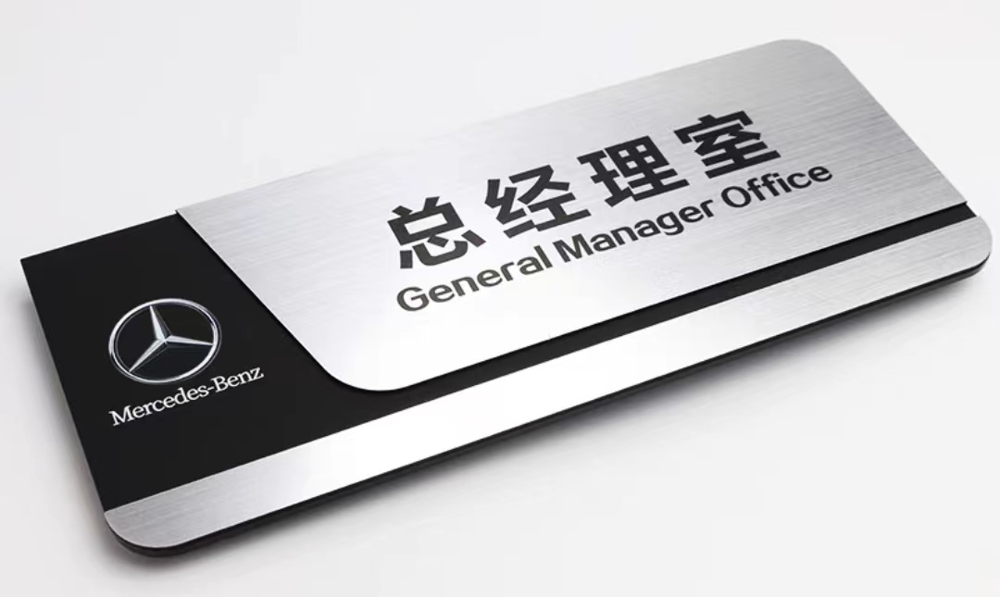 总经理室
General Manager Office
Mercedes-Benz